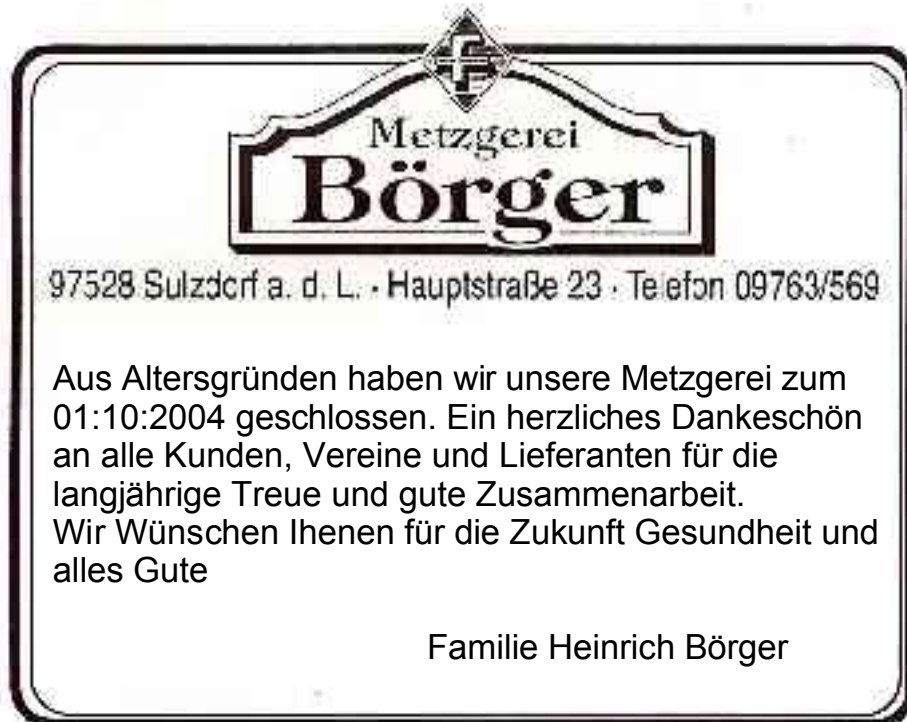 Metzgerei
Börger
97528 Sulzdorf a. d. L. · Hauptstraße 23 · Telefon 09763/569
Aus Altersgründen haben wir unsere Metzgerei zum
01:10:2004 geschlossen. Ein herzliches Dankeschön
an alle Kunden, Vereine und Lieferanten für die
langjährige Treue und gute Zusammenarbeit.
Wir Wünschen Ihenen für die Zukunft Gesundheit und
alles Gute
Familie Heinrich Börger